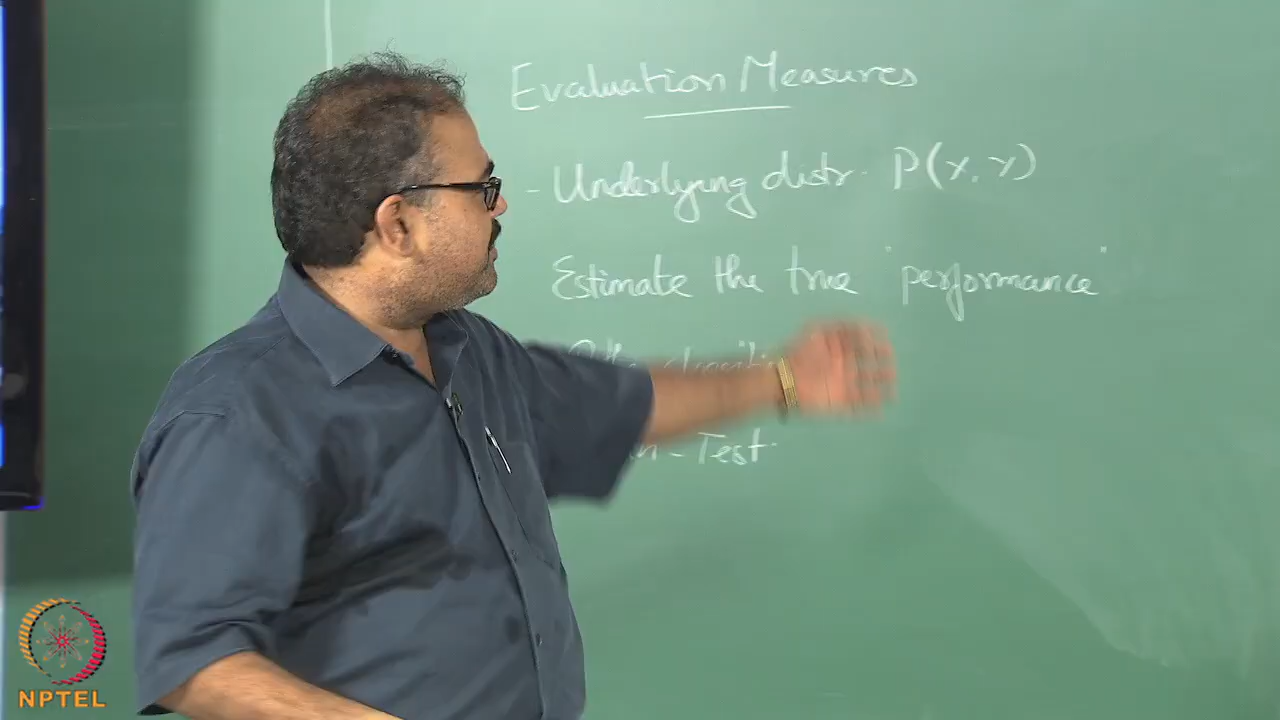 Evaluation Measures
- Underlying distr. P(x, y)
Estimate the true "performance"
- Test
NPTEL